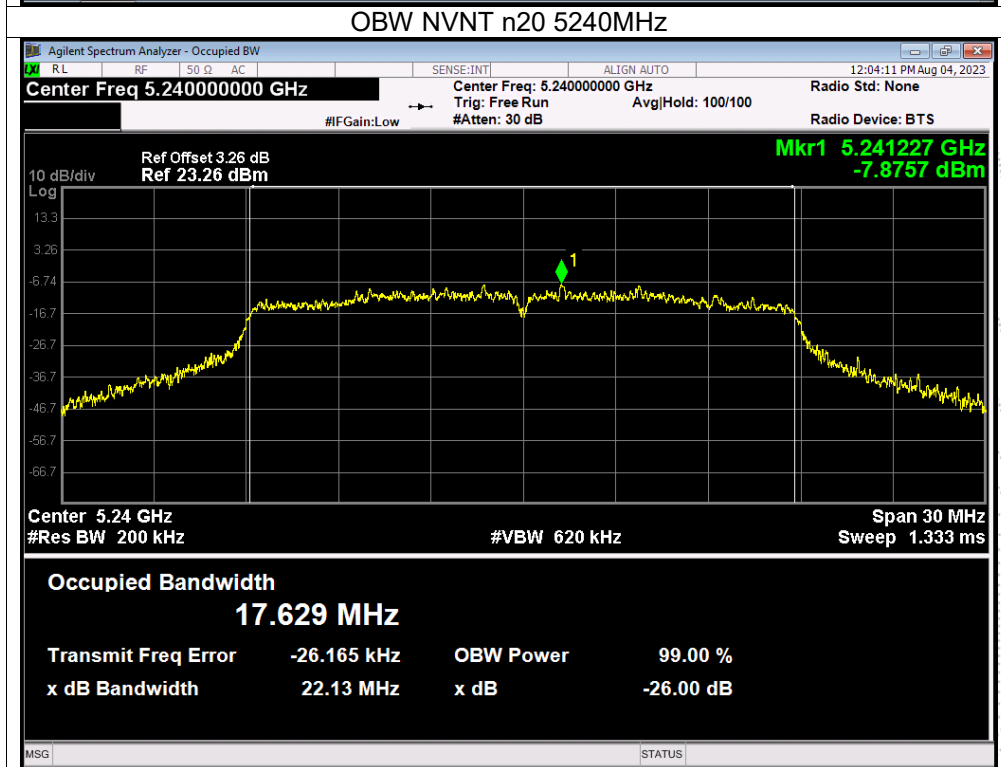 OBW NVNT n20 5240MHz
Agilent Spectrum Analyzer - Occupied BW
LXI RL RF 50 Ω AC SENSE:INT ALIGN AUTO 12:04:11 PM Aug 04, 2023
Center Freq 5.240000000 GHz Center Freq: 5.240000000 GHz Radio Std: None
Trig: Free Run Avg|Hold: 100/100
#IFGain:Low #Atten: 30 dB Radio Device: BTS
Mkr1 5.241227 GHz
Ref Offset 3.26 dB
-7.8757 dBm
10 dB/div Ref 23.26 dBm
Log
13.3
3.26
1
-6.74
-16.7
-26.7
-36.7
-46.7
-56.7
-66.7
Center 5.24 GHz Span 30 MHz
#Res BW 200 kHz #VBW 620 kHz Sweep 1.333 ms
Occupied Bandwidth
17.629 MHz
Transmit Freq Error -26.165 kHz OBW Power 99.00 %
x dB Bandwidth 22.13 MHz x dB -26.00 dB
MSG STATUS